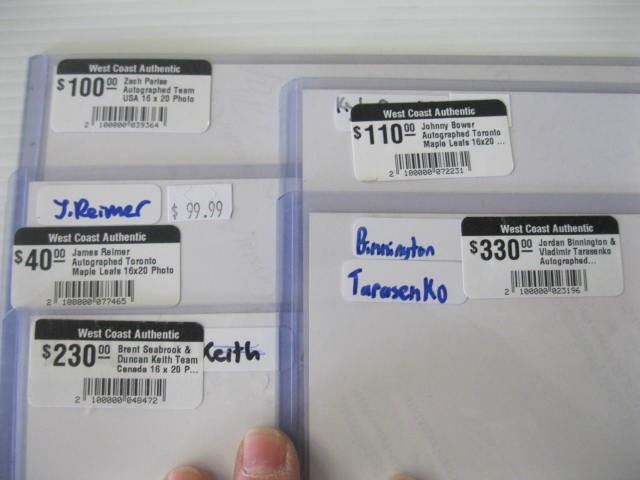 West Coast Authentic
$100 00 Zach Parise
Autographed Team
USA 16 x 20 Photo
2 100000 039364
West Coast Authentic
$110 00 Johnny Bower
Autographed Toronto
Maple Leafs 16x20 ...
2 100000 072231
J. Reimer
$ 99.99
West Coast Authentic
$40 00 James Reimer
Autographed Toronto
Maple Leafs 16x20 Photo
2 100000 077465
Binnington
Tarasenko
West Coast Authentic
$330 00 Jordan Binnington &
Vladimir Tarasenko
Autographed...
2 100000 023196
West Coast Authentic
$230 00 Brent Seabrook &
Duncan Keith Team
Canada 16 x 20 P...
2 100000 048472
Keith